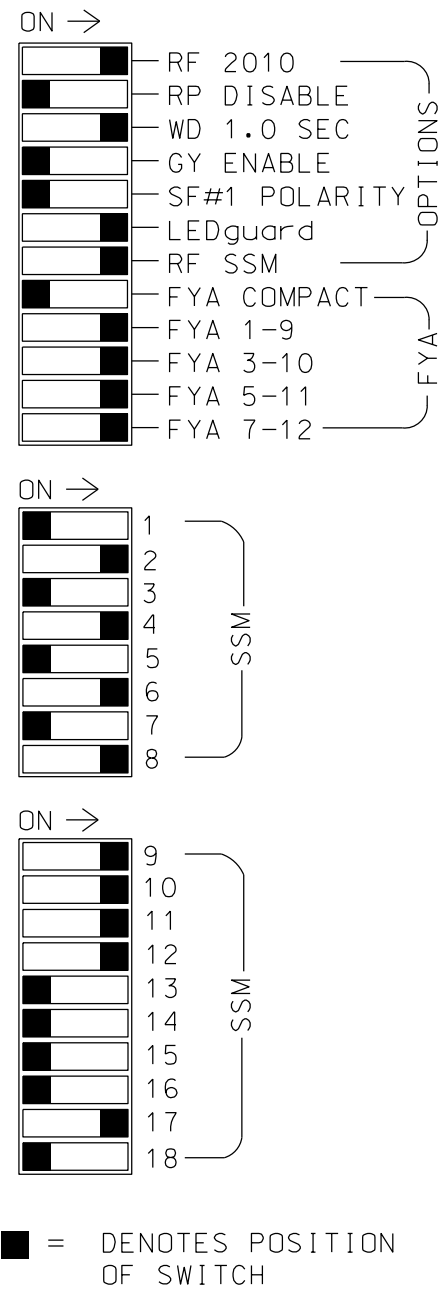 ON →
RF 2010
RP DISABLE
WD 1.0 SEC
GY ENABLE
SF#1 POLARITY
LEDguard
RF SSM
OPTIONS
FYA COMPACT
FYA 1-9
FYA 3-10
FYA 5-11
FYA 7-12
FYA
ON →
1
2
3
4
5
6
7
8
SSM
ON →
9
10
11
12
13
14
15
16
17
18
SSM
= DENOTES POSITION
OF SWITCH